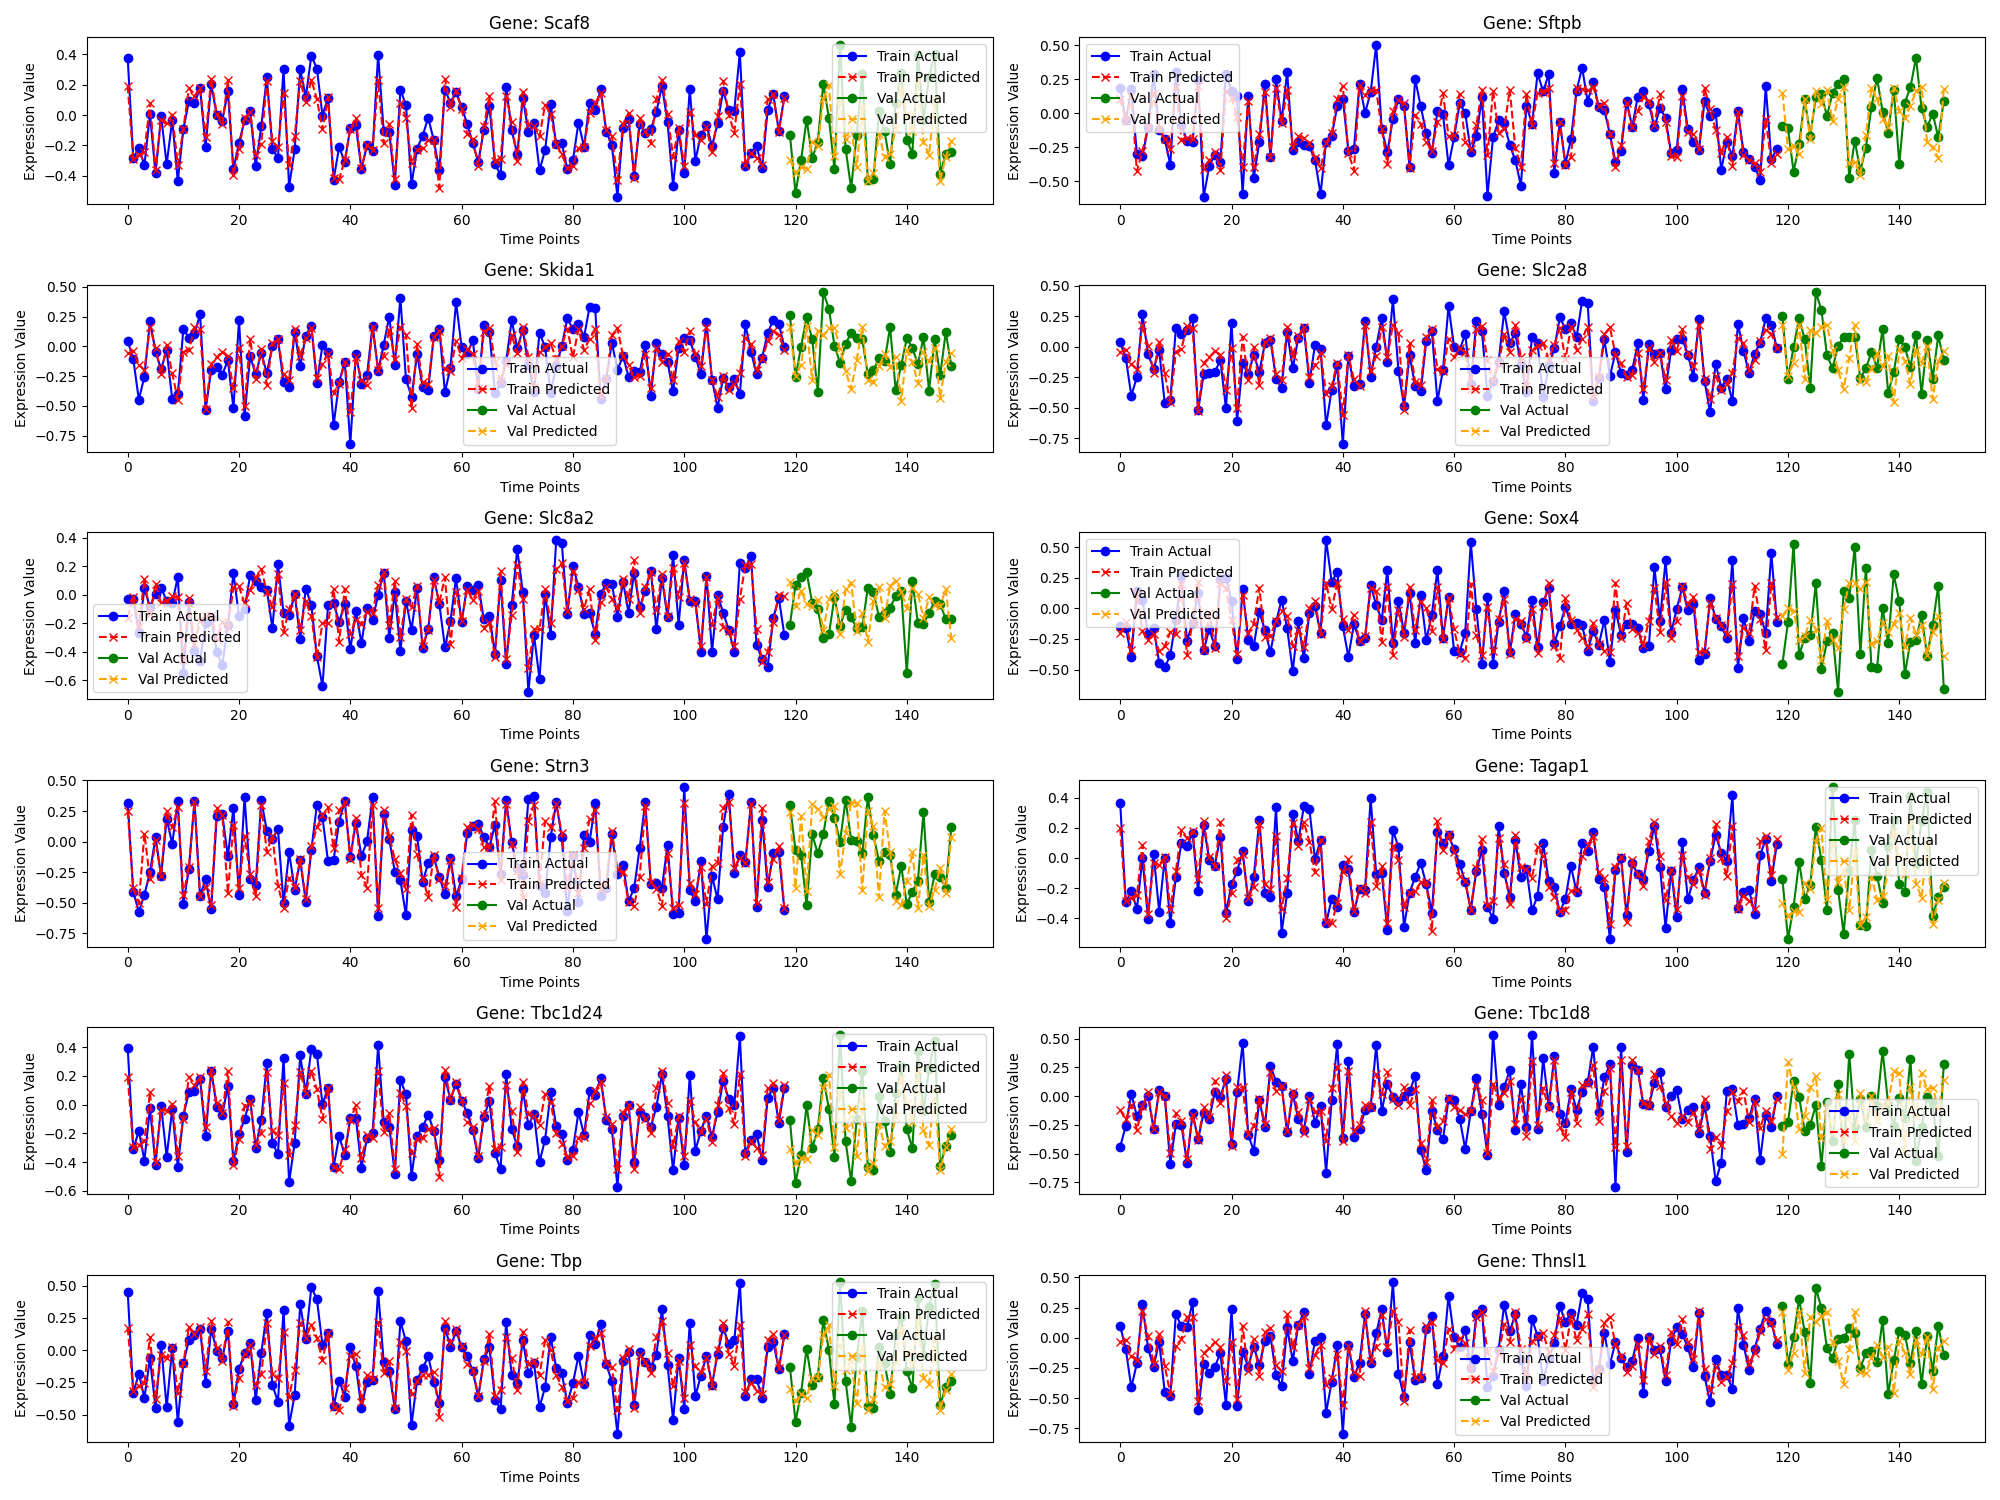 Gene: Scaf8
Expression Value
0.4
0.2
0.0
−0.2
−0.4
0 20 40 60 80 100 120 140
Time Points
Train Actual
Train Predicted
Val Actual
Val Predicted
Gene: Sftpb
Expression Value
0.50
0.25
0.00
−0.25
−0.50
0 20 40 60 80 100 120 140
Time Points
Train Actual
Train Predicted
Val Actual
Val Predicted
Gene: Skida1
Expression Value
0.50
0.25
0.00
−0.25
−0.50
−0.75
0 20 40 60 80 100 120 140
Time Points
Train Actual
Train Predicted
Val Actual
Val Predicted
Gene: Slc2a8
Expression Value
0.50
0.25
0.00
−0.25
−0.50
−0.75
0 20 40 60 80 100 120 140
Time Points
Train Actual
Train Predicted
Val Actual
Val Predicted
Gene: Slc8a2
Expression Value
0.4
0.2
0.0
−0.2
−0.4
−0.6
0 20 40 60 80 100 120 140
Time Points
Train Actual
Train Predicted
Val Actual
Val Predicted
Gene: Sox4
Expression Value
0.50
0.25
0.00
−0.25
−0.50
0 20 40 60 80 100 120 140
Time Points
Train Actual
Train Predicted
Val Actual
Val Predicted
Gene: Strn3
Expression Value
0.50
0.25
0.00
−0.25
−0.50
−0.75
0 20 40 60 80 100 120 140
Time Points
Train Actual
Train Predicted
Val Actual
Val Predicted
Gene: Tagap1
Expression Value
0.4
0.2
0.0
−0.2
−0.4
0 20 40 60 80 100 120 140
Time Points
Train Actual
Train Predicted
Val Actual
Val Predicted
Gene: Tbc1d24
Expression Value
0.4
0.2
0.0
−0.2
−0.4
−0.6
0 20 40 60 80 100 120 140
Time Points
Train Actual
Train Predicted
Val Actual
Val Predicted
Gene: Tbc1d8
Expression Value
0.50
0.25
0.00
−0.25
−0.50
−0.75
0 20 40 60 80 100 120 140
Time Points
Train Actual
Train Predicted
Val Actual
Val Predicted
Gene: Tbp
Expression Value
0.50
0.25
0.00
−0.25
−0.50
0 20 40 60 80 100 120 140
Time Points
Train Actual
Train Predicted
Val Actual
Val Predicted
Gene: Thnsl1
Expression Value
0.50
0.25
0.00
−0.25
−0.50
−0.75
0 20 40 60 80 100 120 140
Time Points
Train Actual
Train Predicted
Val Actual
Val Predicted